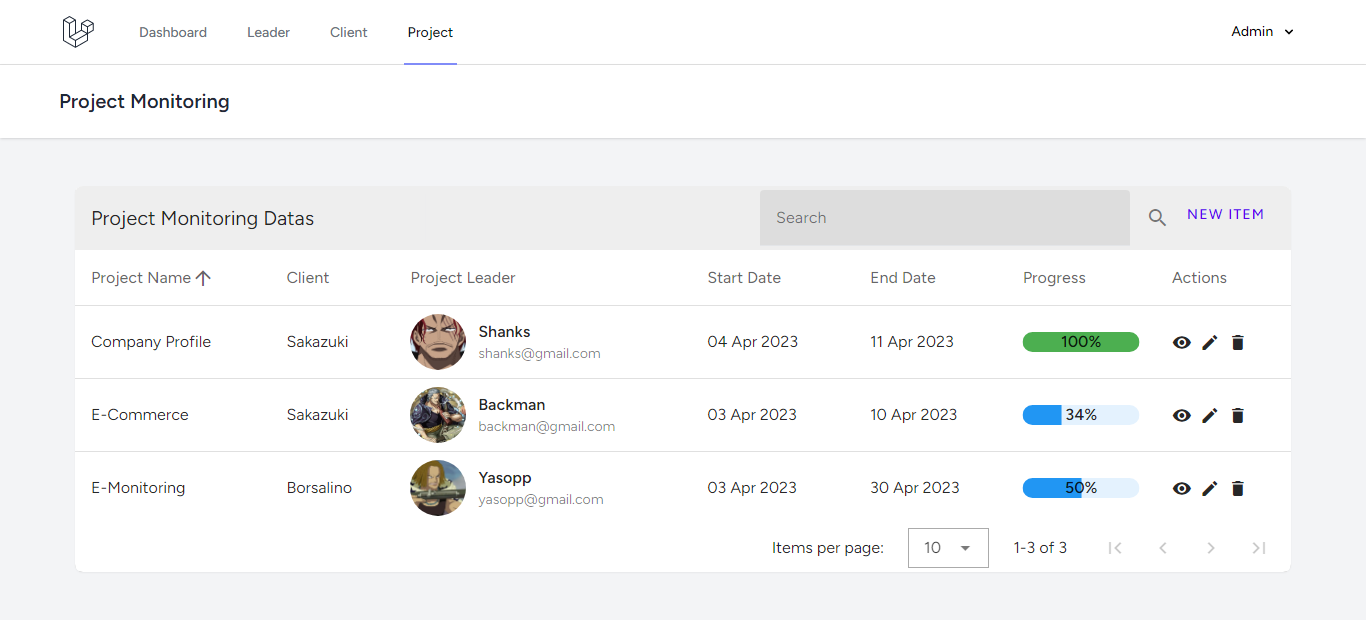 Dashboard Leader Client Project Admin
Project Monitoring
Project Monitoring Datas Search NEW ITEM
Project Name Client Project Leader Start Date End Date Progress Actions
Company Profile Sakazuki Shanks 04 Apr 2023 11 Apr 2023 100%
shanks@gmail.com
E-Commerce Sakazuki Backman 03 Apr 2023 10 Apr 2023 34%
backman@gmail.com
E-Monitoring Borsalino Yasopp 03 Apr 2023 30 Apr 2023 50%
yasopp@gmail.com
Items per page: 10 1-3 of 3